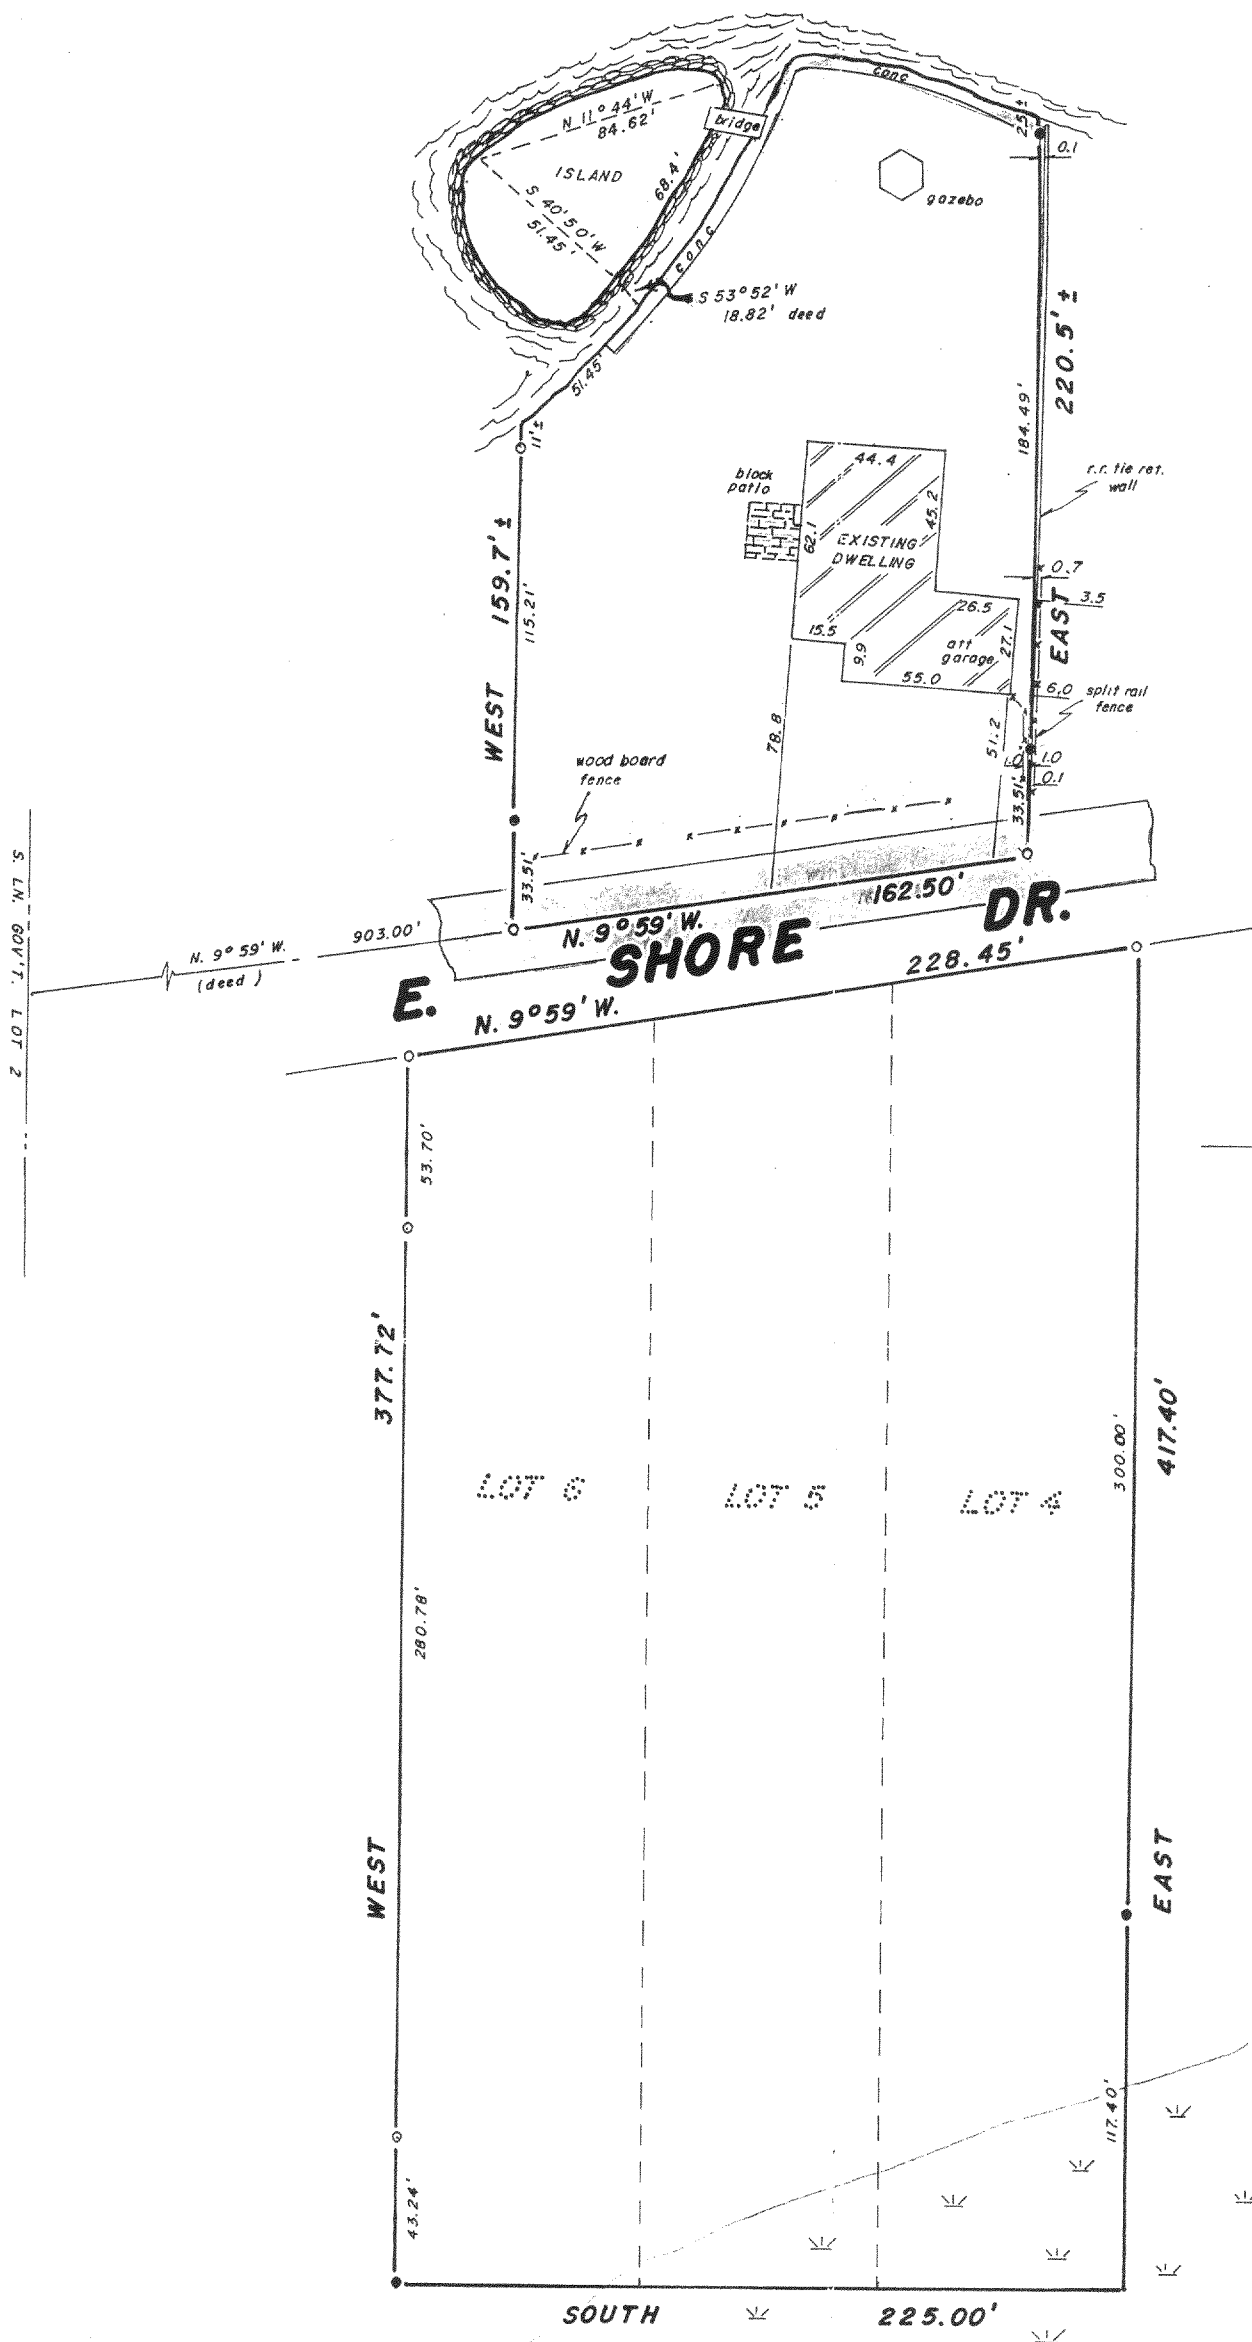 conc
N 11° 44' W
84.62'
bridge
2.5 ±
0.1
ISLAND
68.4'
gazebo
S 40° 50' W
51.45'
conc
S 53° 52' W
18.82' deed
220.5' ±
51.45'
184.49'
11' ±
r.r. tie ret.
wall
block
patio
44.4
45.2
62.1
EXISTING
DWELLING
159.7' ±
115.21'
0.7
3.5
26.5
EAST
15.5
9.9
att
garage
27.1
55.0
6.0
split rail
fence
WEST
78.8
51.2
1.0
1.0
0.1
wood board
fence
33.51'
33.51'
S. LN. GOV'T. LOT 2
N. 9° 59' W.
(deed)
903.00'
N. 9° 59' W.
162.50'
E. SHORE DR.
N. 9° 59' W.
228.45'
53.70'
377.72'
417.40'
300.00'
LOT 6
LOT 5
LOT 4
280.78'
WEST
EAST
117.40'
43.24'
SOUTH
225.00'